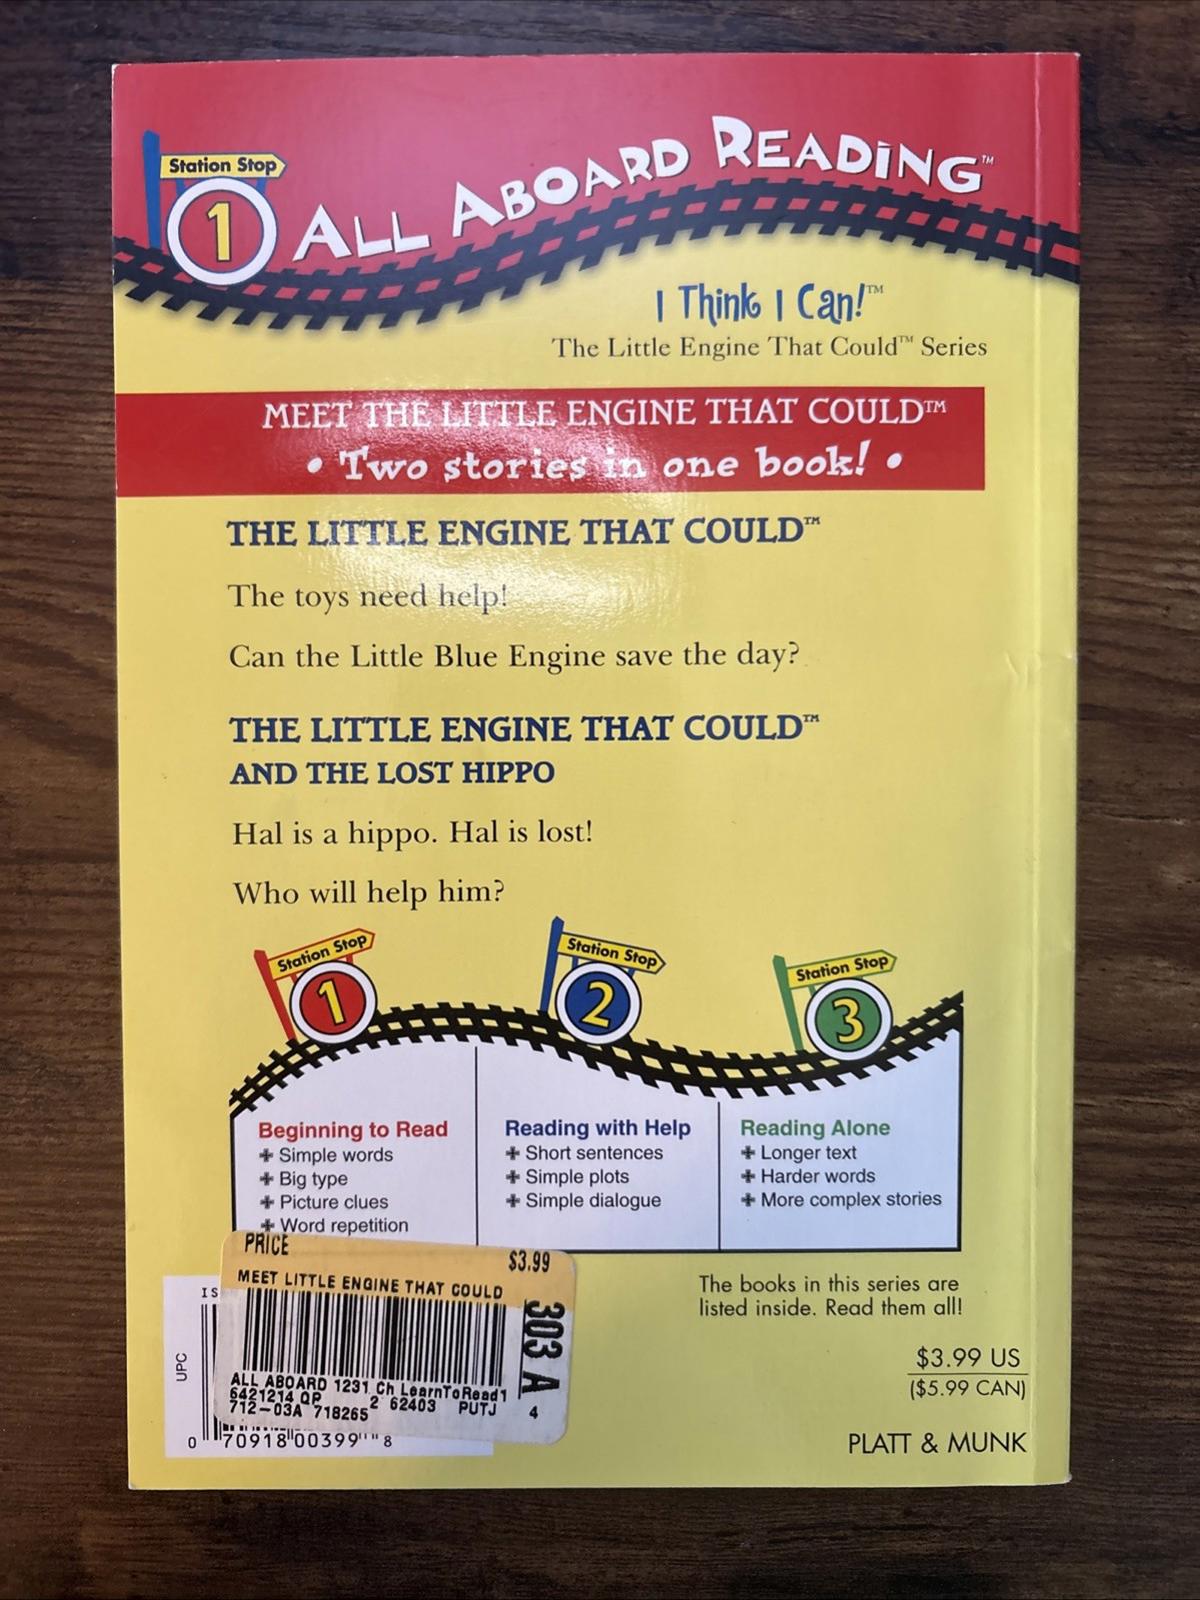 Station Stop
1
ALL ABOARD READING™
I Think I Can!™
The Little Engine That Could™ Series
MEET THE LITTLE ENGINE THAT COULD™
• Two stories in one book! •
THE LITTLE ENGINE THAT COULD™
The toys need help!
Can the Little Blue Engine save the day?
THE LITTLE ENGINE THAT COULD™
AND THE LOST HIPPO
Hal is a hippo. Hal is lost!
Who will help him?
Station Stop
1
Station Stop
2
Station Stop
3
Beginning to Read
+ Simple words
+ Big type
+ Picture clues
+ Word repetition
Reading with Help
+ Short sentences
+ Simple plots
+ Simple dialogue
Reading Alone
+ Longer text
+ Harder words
+ More complex stories
PRICE $3.99
MEET LITTLE ENGINE THAT COULD
303 A
4
ALL ABOARD 1231 Ch LearnToRead1
6421214 QP 2 62403 PUTJ
712-03A 718265
IS
UPC
0 70918 00399 8
The books in this series are
listed inside. Read them all!
$3.99 US
($5.99 CAN)
PLATT & MUNK